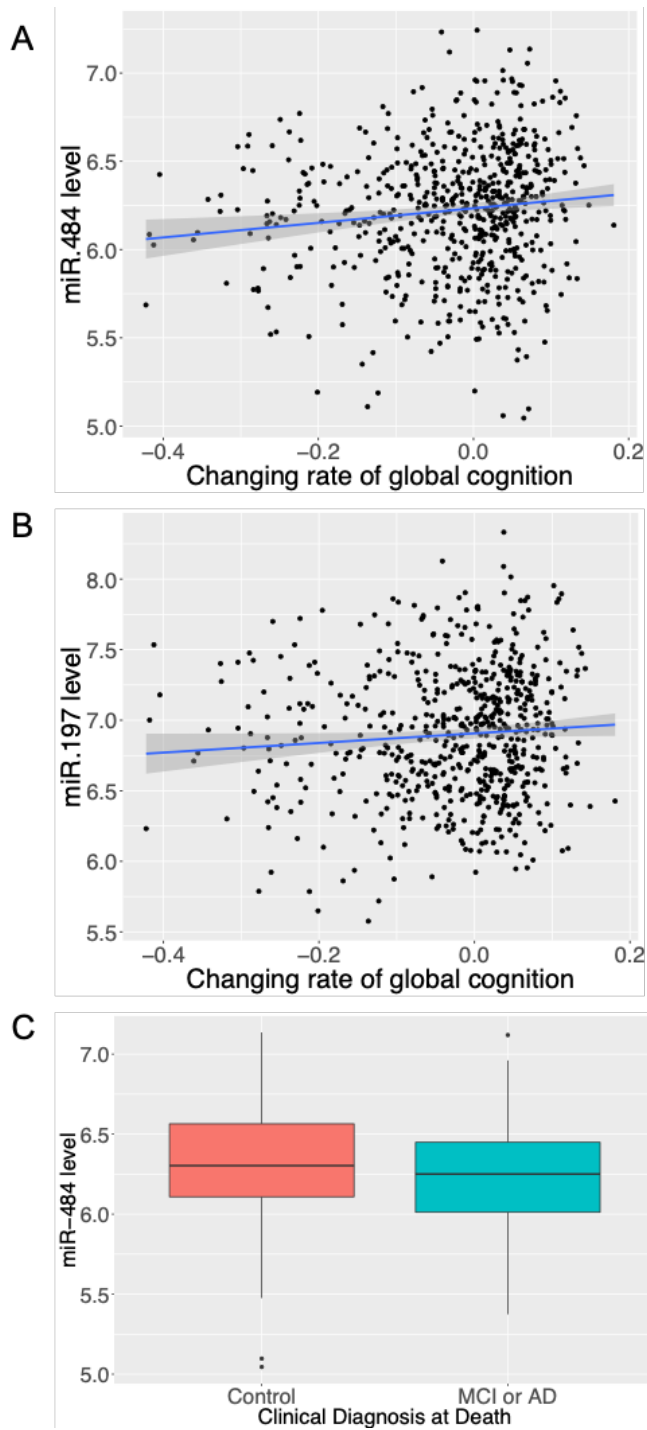 A
miR.484 level
7.0
6.5
6.0
5.5
5.0
−0.4 −0.2 0.0 0.2
Changing rate of global cognition
B
miR.197 level
8.0
7.5
7.0
6.5
6.0
5.5
−0.4 −0.2 0.0 0.2
Changing rate of global cognition
C
miR−484 level
7.0
6.5
6.0
5.5
5.0
Control MCI or AD
Clinical Diagnosis at Death